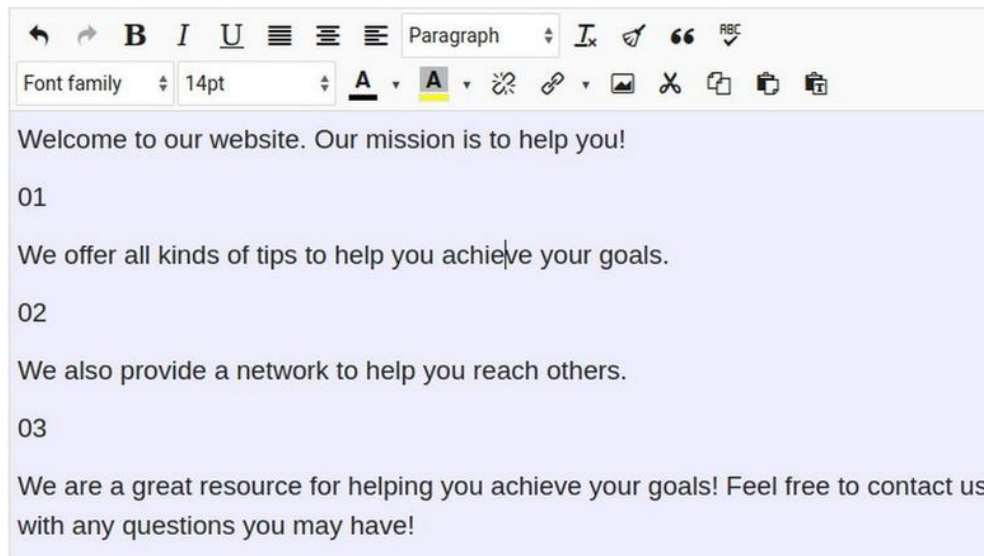 B I U Paragraph Ix ABC
Font family 14pt A A T
Welcome to our website. Our mission is to help you!
01
We offer all kinds of tips to help you achieve your goals.
02
We also provide a network to help you reach others.
03
We are a great resource for helping you achieve your goals! Feel free to contact us
with any questions you may have!